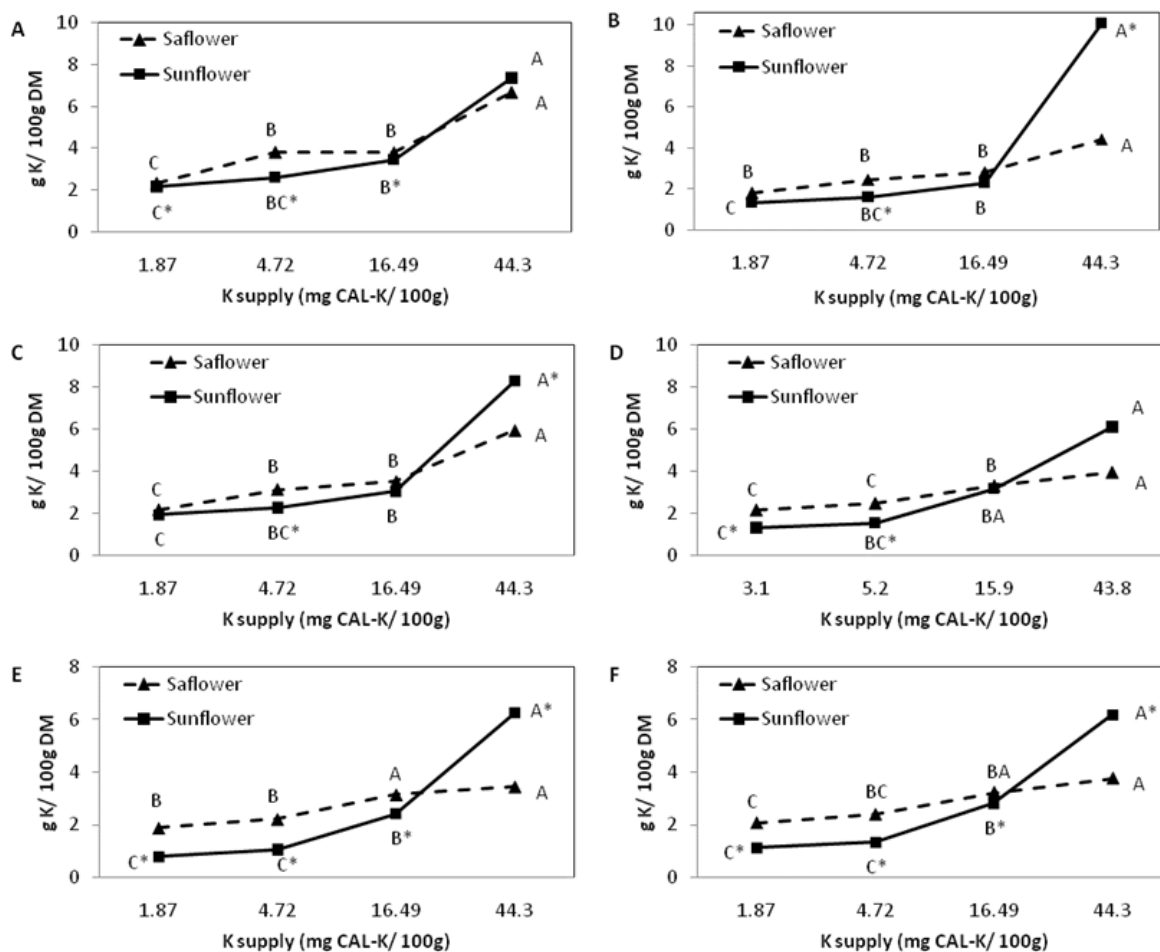 A
g K/ 100g DM
10
8
6
4
2
0
Saflower
Sunflower
C
B
B
A
A
C*
BC*
B*
1.87 4.72 16.49 44.3
K supply (mg CAL-K/ 100g)
B
g K/ 100g DM
10
8
6
4
2
0
Saflower
Sunflower
A*
B
B
B
A
C
BC*
B
1.87 4.72 16.49 44.3
K supply (mg CAL-K/ 100g)
C
g K/ 100g DM
10
8
6
4
2
0
Saflower
Sunflower
A*
C
B
B
A
C
BC*
B
1.87 4.72 16.49 44.3
K supply (mg CAL-K/ 100g)
D
g K/ 100g DM
10
8
6
4
2
0
Saflower
Sunflower
A
C
C
B
A
C*
BC*
BA
3.1 5.2 15.9 43.8
K supply (mg CAL-K/ 100g)
E
g K/ 100g DM
8
6
4
2
0
Saflower
Sunflower
A*
B
B
A
A
C*
C*
B*
1.87 4.72 16.49 44.3
K supply (mg CAL-K/ 100g)
F
g K/ 100g DM
8
6
4
2
0
Saflower
Sunflower
A*
C
BC
BA
A
C*
C*
B*
1.87 4.72 16.49 44.3
K supply (mg CAL-K/ 100g)